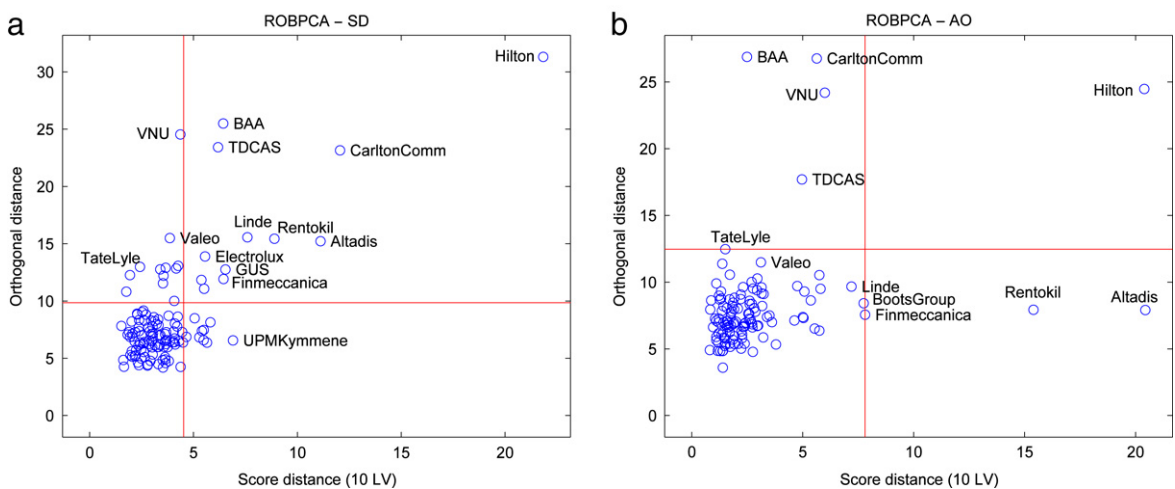 a
ROBPCA – SD
Orthogonal distance
30
25
20
15
10
5
0
Hilton
BAA
VNU
TDCAS
CarltonComm
Linde
Rentokil
Valeo
Altadis
Electrolux
TateLyle
GUS
Finmeccanica
UPMKymmene
0 5 10 15 20
Score distance (10 LV)
b
ROBPCA – AO
Orthogonal distance
25
20
15
10
5
0
BAA
CarltonComm
VNU
Hilton
TDCAS
TateLyle
Valeo
Linde
BootsGroup
Rentokil
Altadis
Finmeccanica
0 5 10 15 20
Score distance (10 LV)